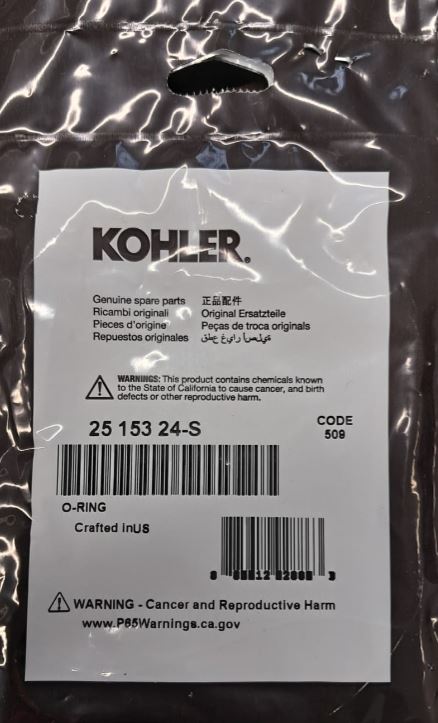 KOHLER.
Genuine spare parts 正品配件
Ricambi originali Original Ersatzteile
Pieces d'origine Peças de troca originals
Repuestos originales قطع غيار أصلية
WARNINGS: This product contains chemicals known
to the State of California to cause cancer, and birth
defects or other reproductive harm.
25 153 24-S
CODE
509
O-RING
Crafted inUS
WARNING - Cancer and Reproductive Harm
www.P65Warnings.ca.gov